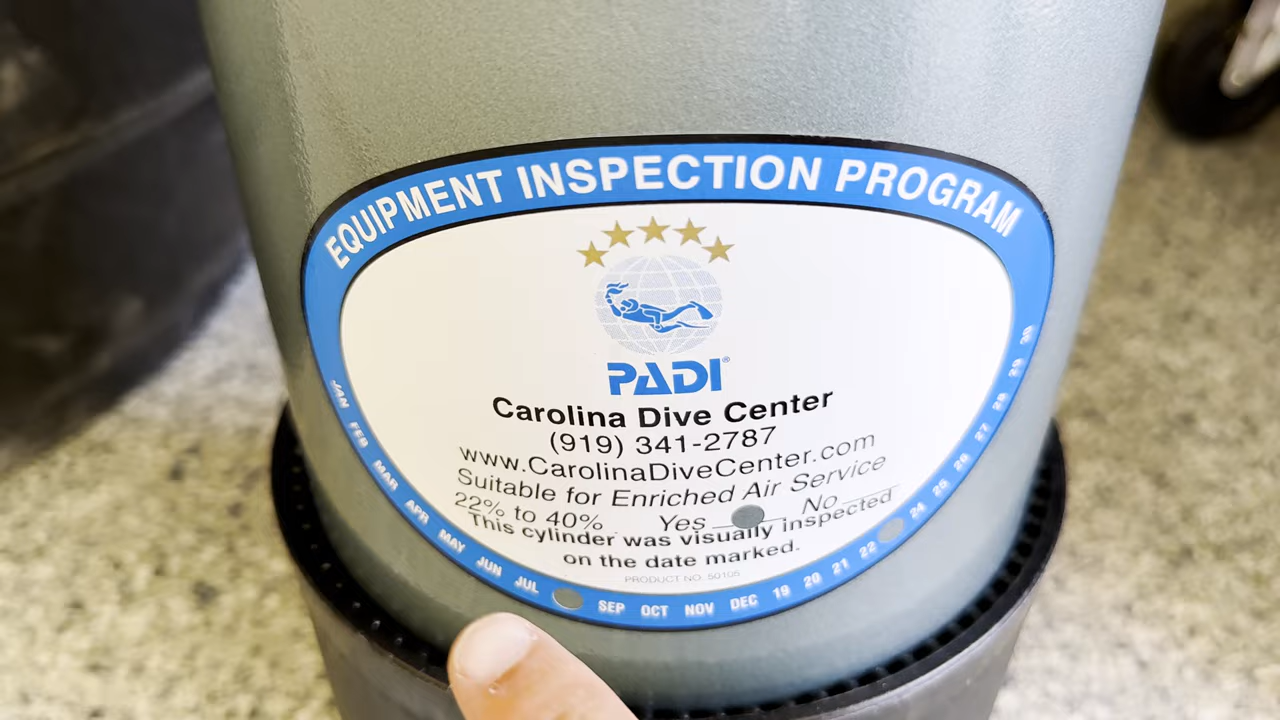 EQUIPMENT INSPECTION PROGRAM
PADI®
Carolina Dive Center
(919) 341-2787
www.CarolinaDiveCenter.com
Suitable for Enriched Air Service
22% to 40% Yes ___ No ___
This cylinder was visually inspected
on the date marked.
PRODUCT NO. 50105
JAN FEB MAR APR MAY JUN JUL SEP OCT NOV DEC 19 20 21 22 24 25 26 27 28 29 30